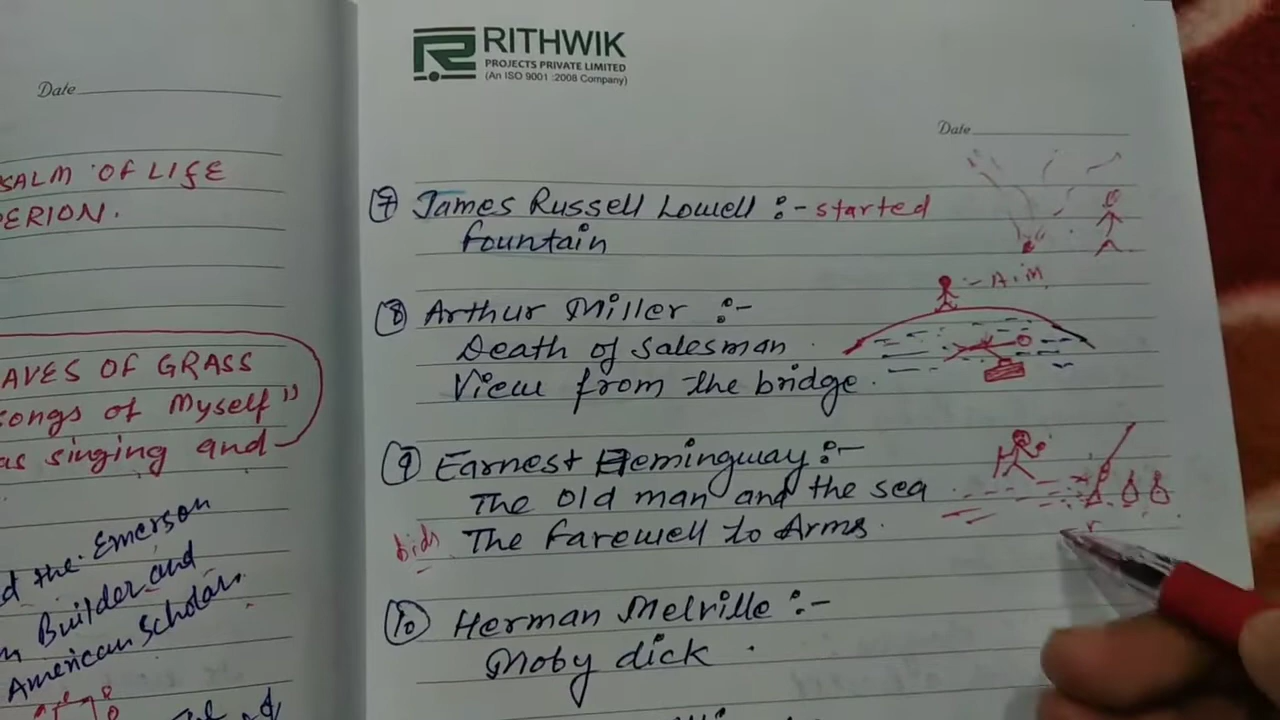 Date
SALM OF LIFE
PERION.
AVES OF GRASS
songs of Myself"
as singing and
d the Emerson
Builder and
American Scholar.
RITHWIK
PROJECTS PRIVATE LIMITED
(An ISO 9001 :2008 Company)
Date
⑦ James Russell Lowell :- started
fountain
⑧ Arthur Miller :-
- A.M
Death of Salesman
View from the bridge.
⑨ Earnest Hemingway :-
The old man and the sea
bids The Farewell to Arms.
⑩ Herman Melville :-
Moby dick.